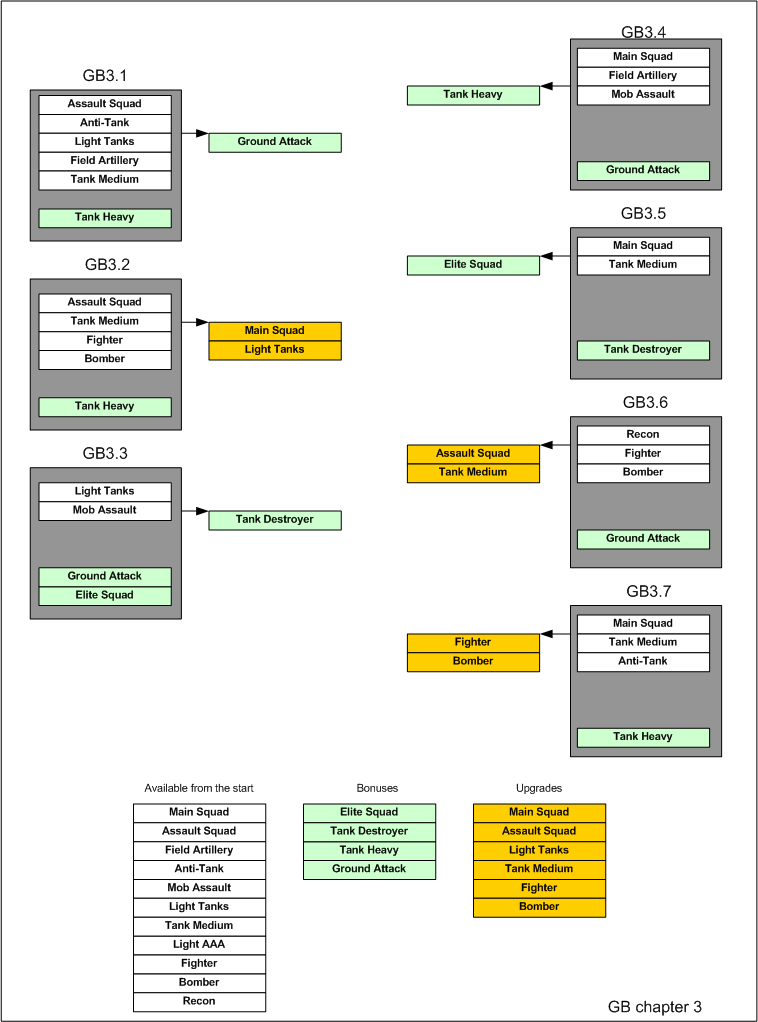 GB3.1
Assault Squad
Anti-Tank
Light Tanks
Field Artillery
Tank Medium
Tank Heavy
Ground Attack
GB3.2
Assault Squad
Tank Medium
Fighter
Bomber
Tank Heavy
Main Squad
Light Tanks
GB3.3
Light Tanks
Mob Assault
Ground Attack
Elite Squad
Tank Destroyer
GB3.4
Main Squad
Field Artillery
Mob Assault
Ground Attack
Tank Heavy
GB3.5
Main Squad
Tank Medium
Tank Destroyer
Elite Squad
GB3.6
Recon
Fighter
Bomber
Ground Attack
Assault Squad
Tank Medium
GB3.7
Main Squad
Tank Medium
Anti-Tank
Tank Heavy
Fighter
Bomber
Available from the start
Main Squad
Assault Squad
Field Artillery
Anti-Tank
Mob Assault
Light Tanks
Tank Medium
Light AAA
Fighter
Bomber
Recon
Bonuses
Elite Squad
Tank Destroyer
Tank Heavy
Ground Attack
Upgrades
Main Squad
Assault Squad
Light Tanks
Tank Medium
Fighter
Bomber
GB chapter 3